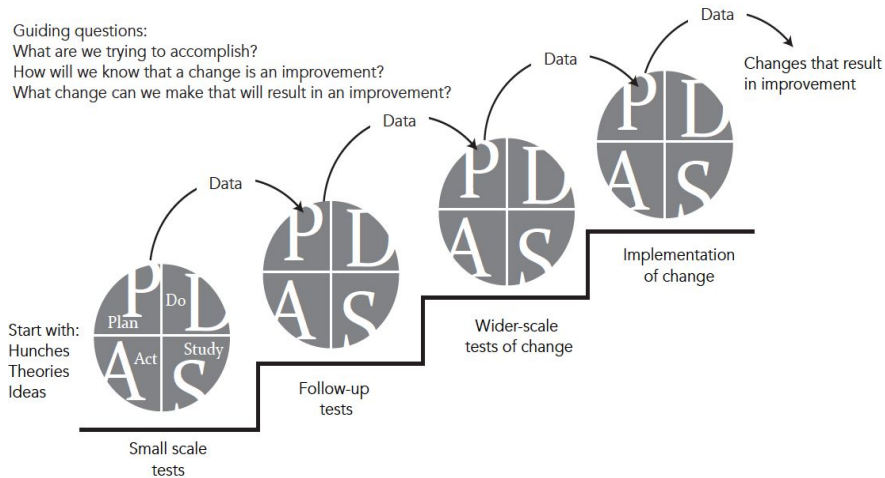 Guiding questions:
What are we trying to accomplish?
How will we know that a change is an improvement?
What change can we make that will result in an improvement?
Data
Changes that result
in improvement
Data
P D
A S
Data
P D
A S
Implementation
of change
Data
P D
A S
Wider-scale
tests of change
P D
Plan Do
A S
Act Study
Start with:
Hunches
Theories
Ideas
P D
A S
Follow-up
tests
Small scale
tests